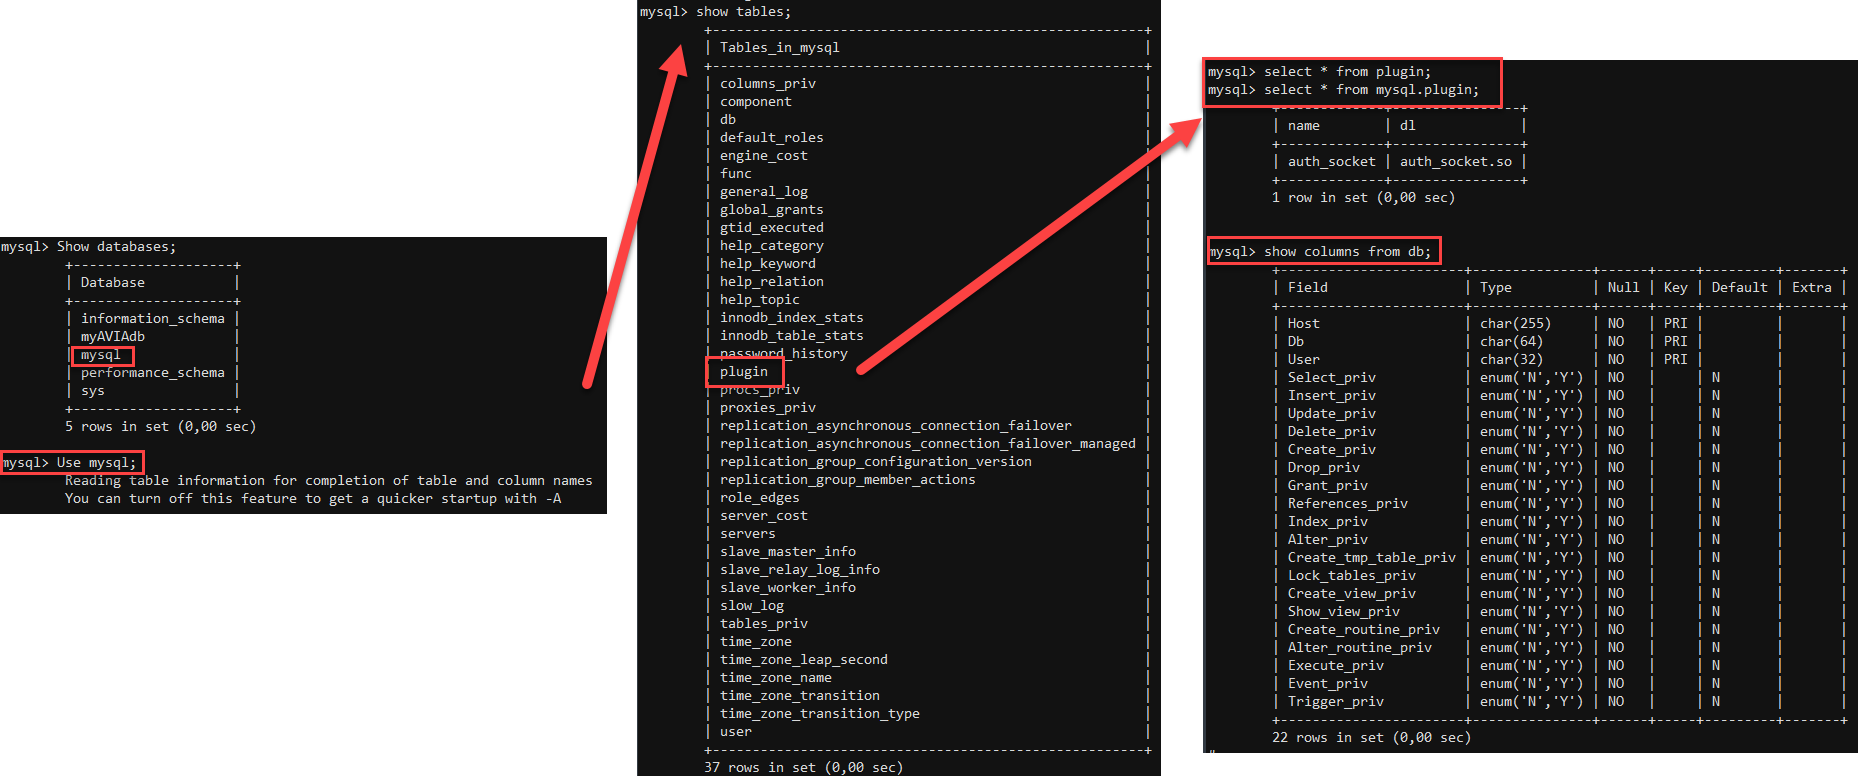 mysql> Show databases;
+--------------------+
| Database           |
+--------------------+
| information_schema |
| myAVIAdb           |
| mysql              |
| performance_schema |
| sys                |
+--------------------+
5 rows in set (0,00 sec)
mysql> Use mysql;
Reading table information for completion of table and column names
You can turn off this feature to get a quicker startup with -A
mysql> show tables;
+------------------------------------------------------+
| Tables_in_mysql                                      |
+------------------------------------------------------+
| columns_priv                                         |
| component                                            |
| db                                                   |
| default_roles                                        |
| engine_cost                                          |
| func                                                 |
| general_log                                          |
| global_grants                                        |
| gtid_executed                                        |
| help_category                                        |
| help_keyword                                         |
| help_relation                                        |
| help_topic                                           |
| innodb_index_stats                                   |
| innodb_table_stats                                   |
| password_history                                     |
| plugin                                               |
| procs_priv                                           |
| proxies_priv                                         |
| replication_asynchronous_connection_failover         |
| replication_asynchronous_connection_failover_managed |
| replication_group_configuration_version              |
| replication_group_member_actions                     |
| role_edges                                           |
| server_cost                                          |
| servers                                              |
| slave_master_info                                    |
| slave_relay_log_info                                 |
| slave_worker_info                                    |
| slow_log                                             |
| tables_priv                                          |
| time_zone                                            |
| time_zone_leap_second                                |
| time_zone_name                                       |
| time_zone_transition                                 |
| time_zone_transition_type                            |
| user                                                 |
+------------------------------------------------------+
37 rows in set (0,00 sec)
mysql> select * from plugin;
mysql> select * from mysql.plugin;
+-------------+----------------+
| name        | dl             |
+-------------+----------------+
| auth_socket | auth_socket.so |
+-------------+----------------+
1 row in set (0,00 sec)
mysql> show columns from db;
+-----------------------+---------------+------+-----+---------+-------+
| Field                 | Type          | Null | Key | Default | Extra |
+-----------------------+---------------+------+-----+---------+-------+
| Host                  | char(255)     | NO   | PRI |         |       |
| Db                    | char(64)      | NO   | PRI |         |       |
| User                  | char(32)      | NO   | PRI |         |       |
| Select_priv           | enum('N','Y') | NO   |     | N       |       |
| Insert_priv           | enum('N','Y') | NO   |     | N       |       |
| Update_priv           | enum('N','Y') | NO   |     | N       |       |
| Delete_priv           | enum('N','Y') | NO   |     | N       |       |
| Create_priv           | enum('N','Y') | NO   |     | N       |       |
| Drop_priv             | enum('N','Y') | NO   |     | N       |       |
| Grant_priv            | enum('N','Y') | NO   |     | N       |       |
| References_priv       | enum('N','Y') | NO   |     | N       |       |
| Index_priv            | enum('N','Y') | NO   |     | N       |       |
| Alter_priv            | enum('N','Y') | NO   |     | N       |       |
| Create_tmp_table_priv | enum('N','Y') | NO   |     | N       |       |
| Lock_tables_priv      | enum('N','Y') | NO   |     | N       |       |
| Create_view_priv      | enum('N','Y') | NO   |     | N       |       |
| Show_view_priv        | enum('N','Y') | NO   |     | N       |       |
| Create_routine_priv   | enum('N','Y') | NO   |     | N       |       |
| Alter_routine_priv    | enum('N','Y') | NO   |     | N       |       |
| Execute_priv          | enum('N','Y') | NO   |     | N       |       |
| Event_priv            | enum('N','Y') | NO   |     | N       |       |
| Trigger_priv          | enum('N','Y') | NO   |     | N       |       |
+-----------------------+---------------+------+-----+---------+-------+
22 rows in set (0,00 sec)